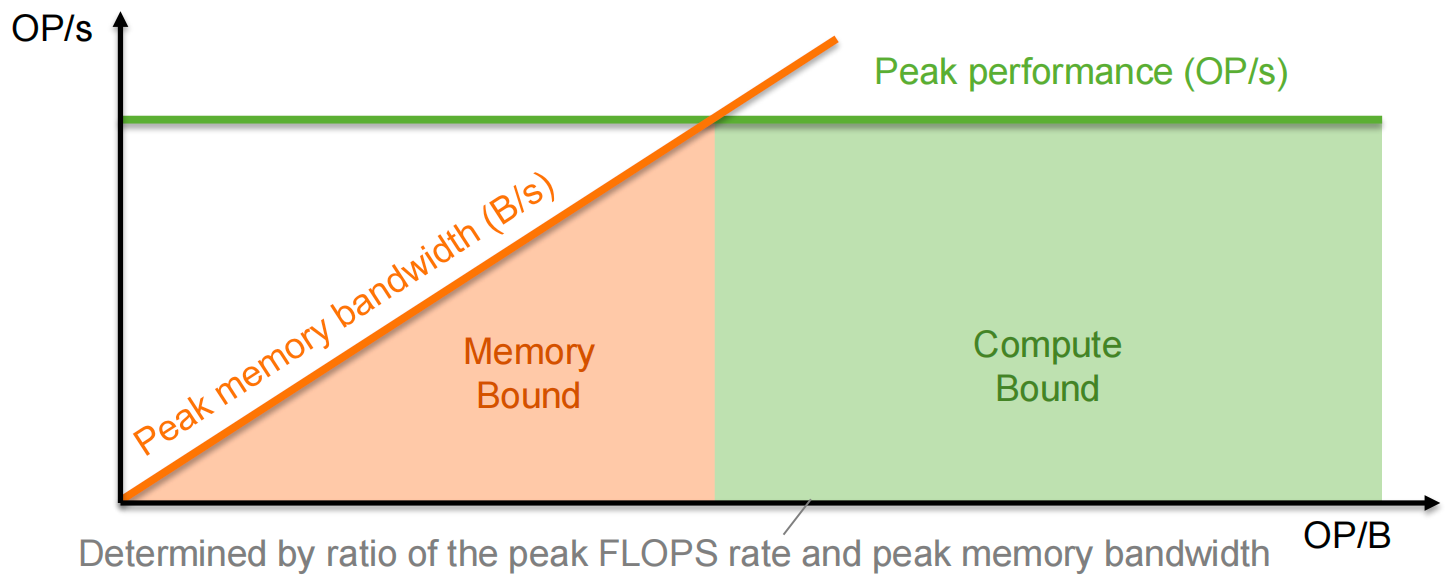 OP/s
Peak performance (OP/s)
Peak memory bandwidth (B/s)
Memory
Bound
Compute
Bound
OP/B
Determined by ratio of the peak FLOPS rate and peak memory bandwidth